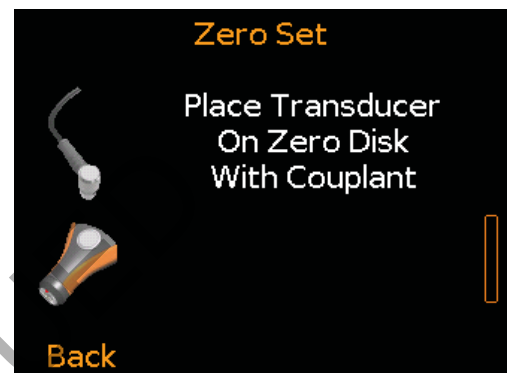 Zero Set
Place Transducer
On Zero Disk
With Couplant
Back